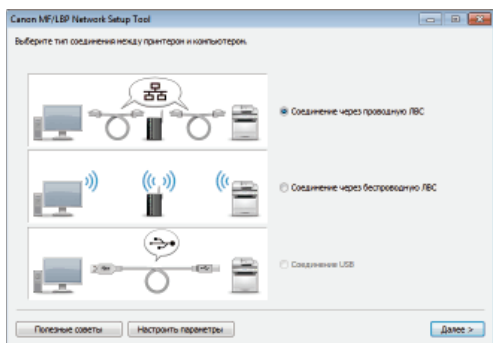 Canon MF/LBP Network Setup Tool
Выберите тип соединения между принтером и компьютером.
Соединение через проводную ЛВС
Соединение через беспроводную ЛВС
Соединение USB
Полезные советы
Настроить параметры
Далее >